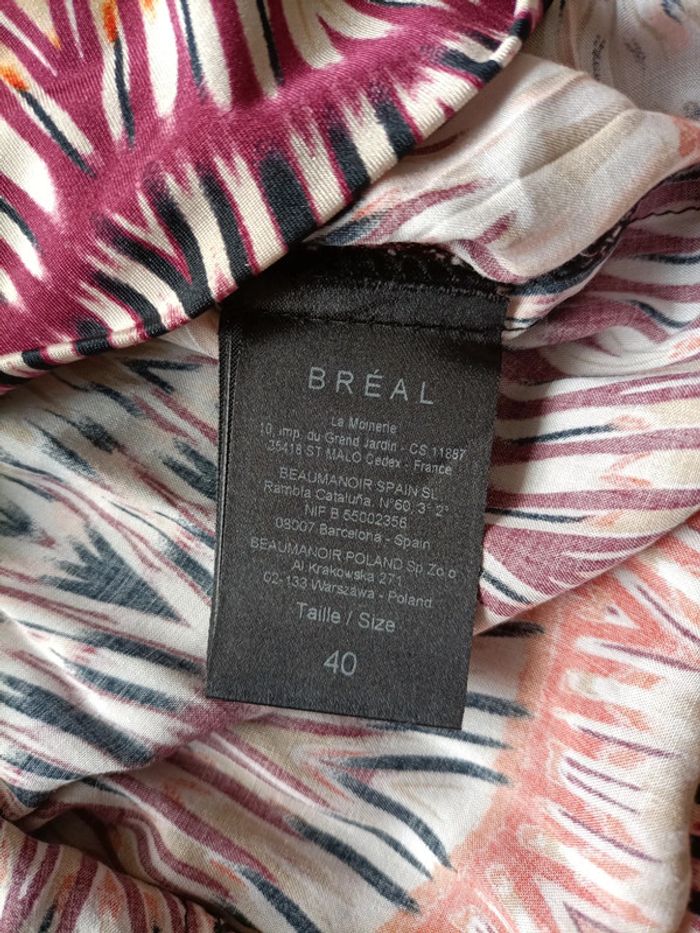 BRÉAL
La Moinerie
10, imp. du Grand Jardin - CS 11887
35418 ST MALO Cedex - France
BEAUMANOIR SPAIN SL.
Rambla Cataluña, N°60, 3° 2°
NIF B 55002356
08007 Barcelona - Spain
BEAUMANOIR POLAND Sp.Zo.o
Al Krakowska 271
02-133 Warszawa - Poland
Taille / Size
40